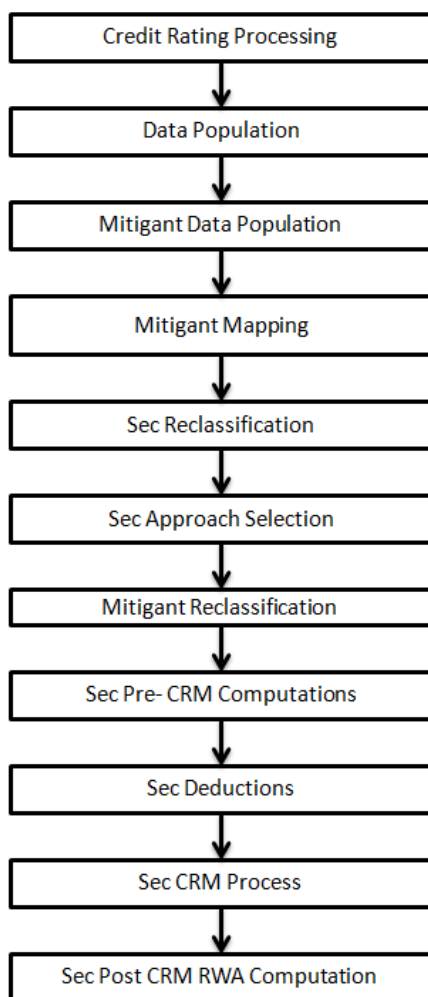 Credit Rating Processing
Data Population
Mitigant Data Population
Mitigant Mapping
Sec Reclassification
Sec Approach Selection
Mitigant Reclassification
Sec Pre- CRM Computations
Sec Deductions
Sec CRM Process
Sec Post CRM RWA Computation